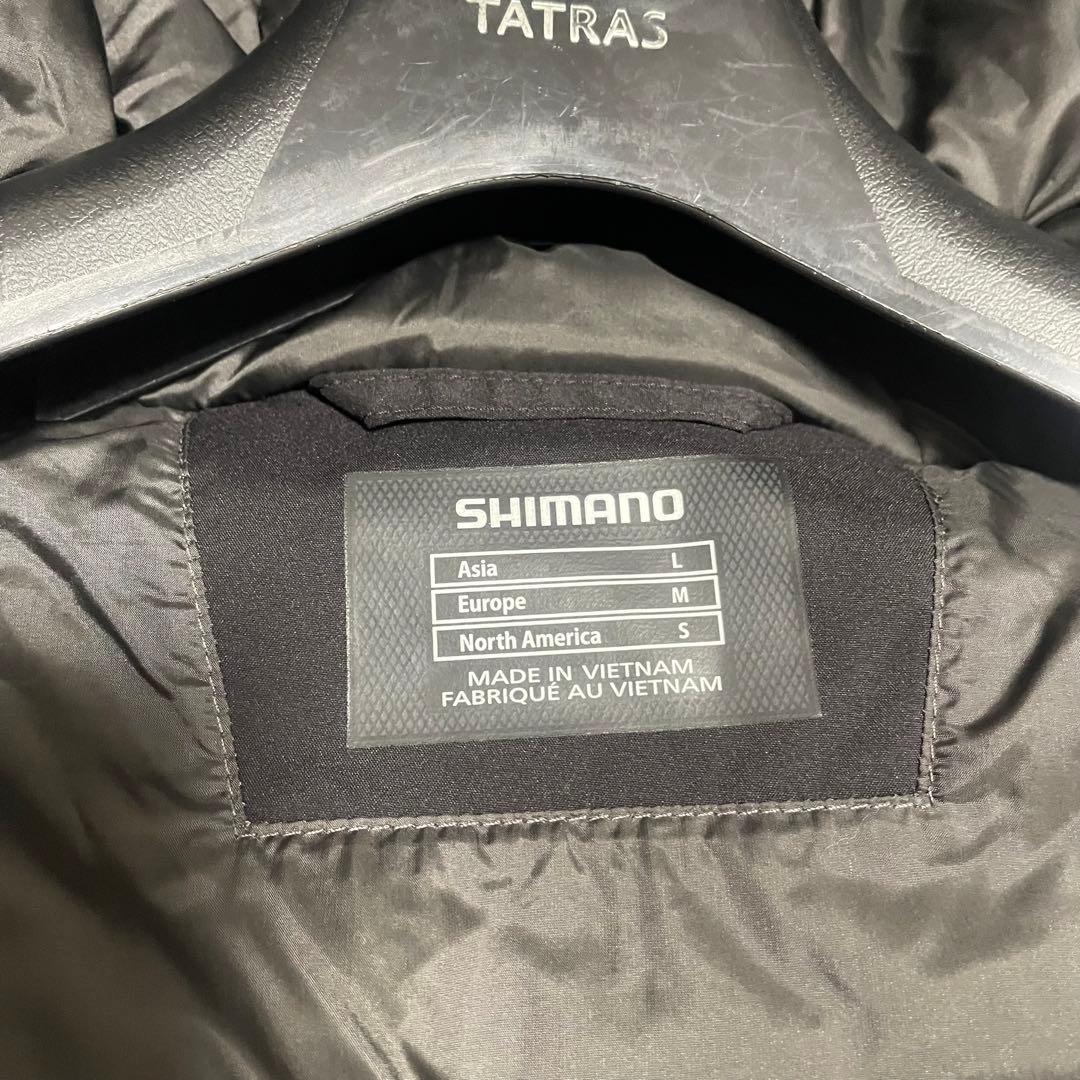 TATRAS
SHIMANO
Asia L
Europe M
North America S
MADE IN VIETNAM
FABRIQUÉ AU VIETNAM